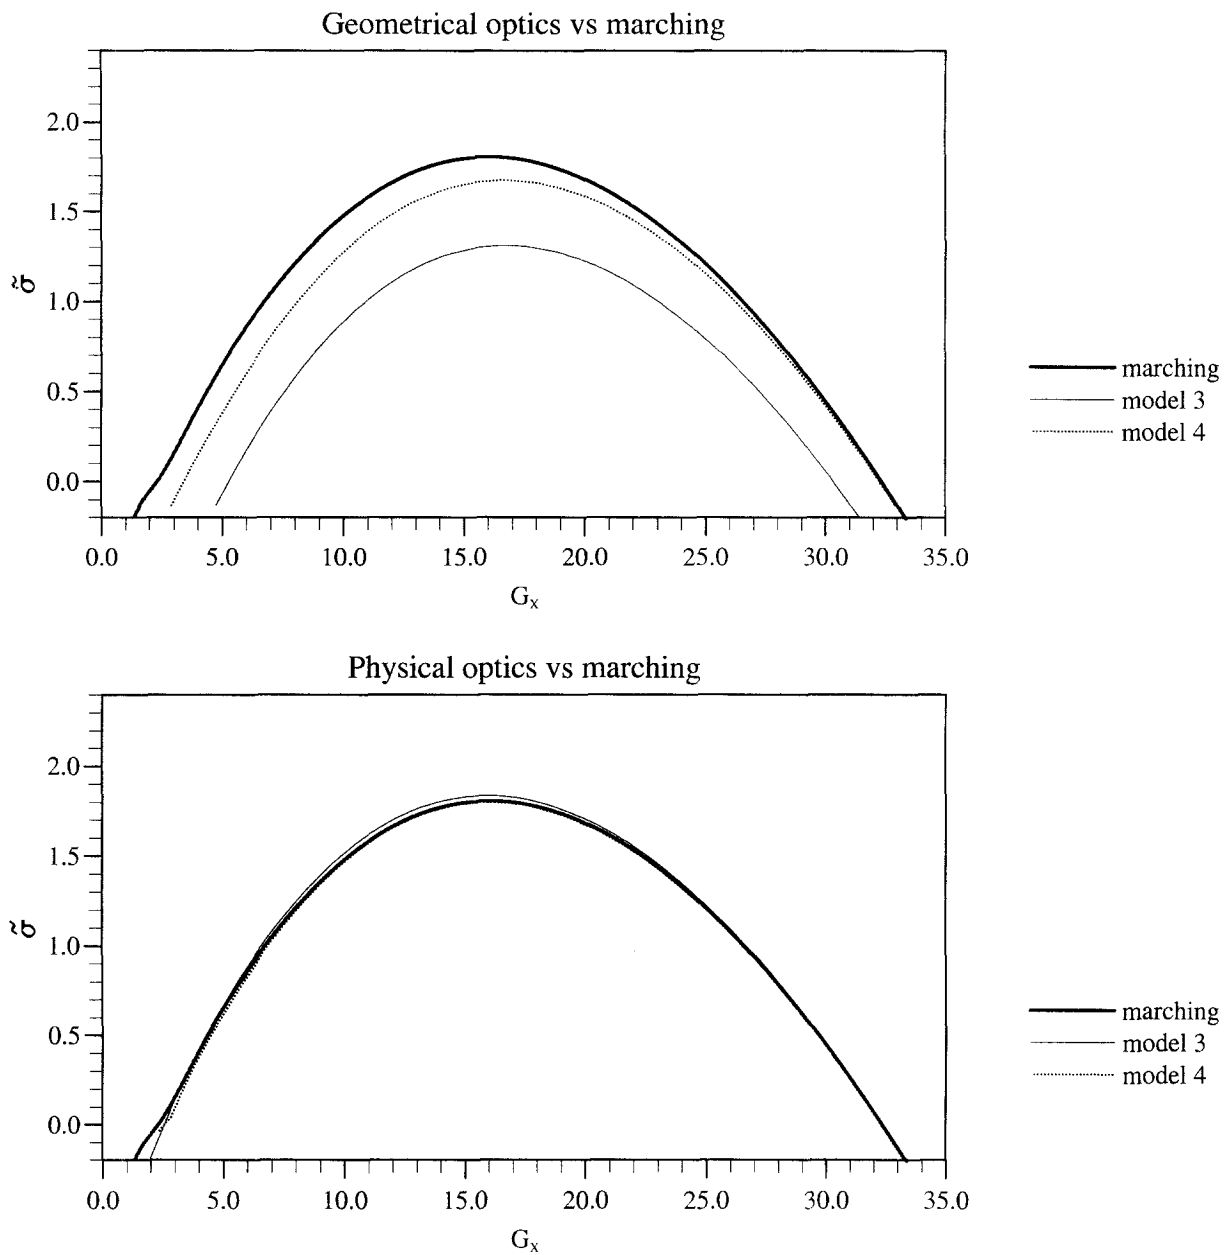 Geometrical optics vs marching
2.0
1.5
1.0
0.5
0.0
σ̃
0.0 5.0 10.0 15.0 20.0 25.0 30.0 35.0
Gx
marching
model 3
model 4
Physical optics vs marching
2.0
1.5
1.0
0.5
0.0
σ̃
0.0 5.0 10.0 15.0 20.0 25.0 30.0 35.0
Gx
marching
model 3
model 4